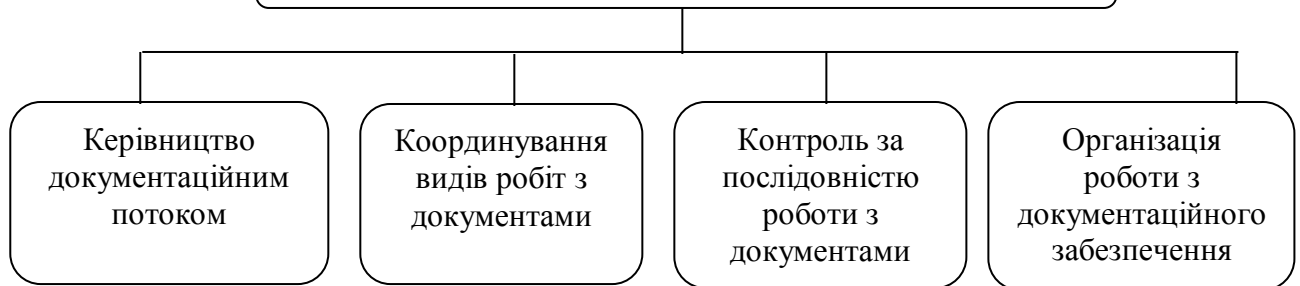 Керівництво
документаційним
потоком
Координування
видів робіт з
документами
Контроль за
послідовністю
роботи з
документами
Організація
роботи з
документаційного
забезпечення